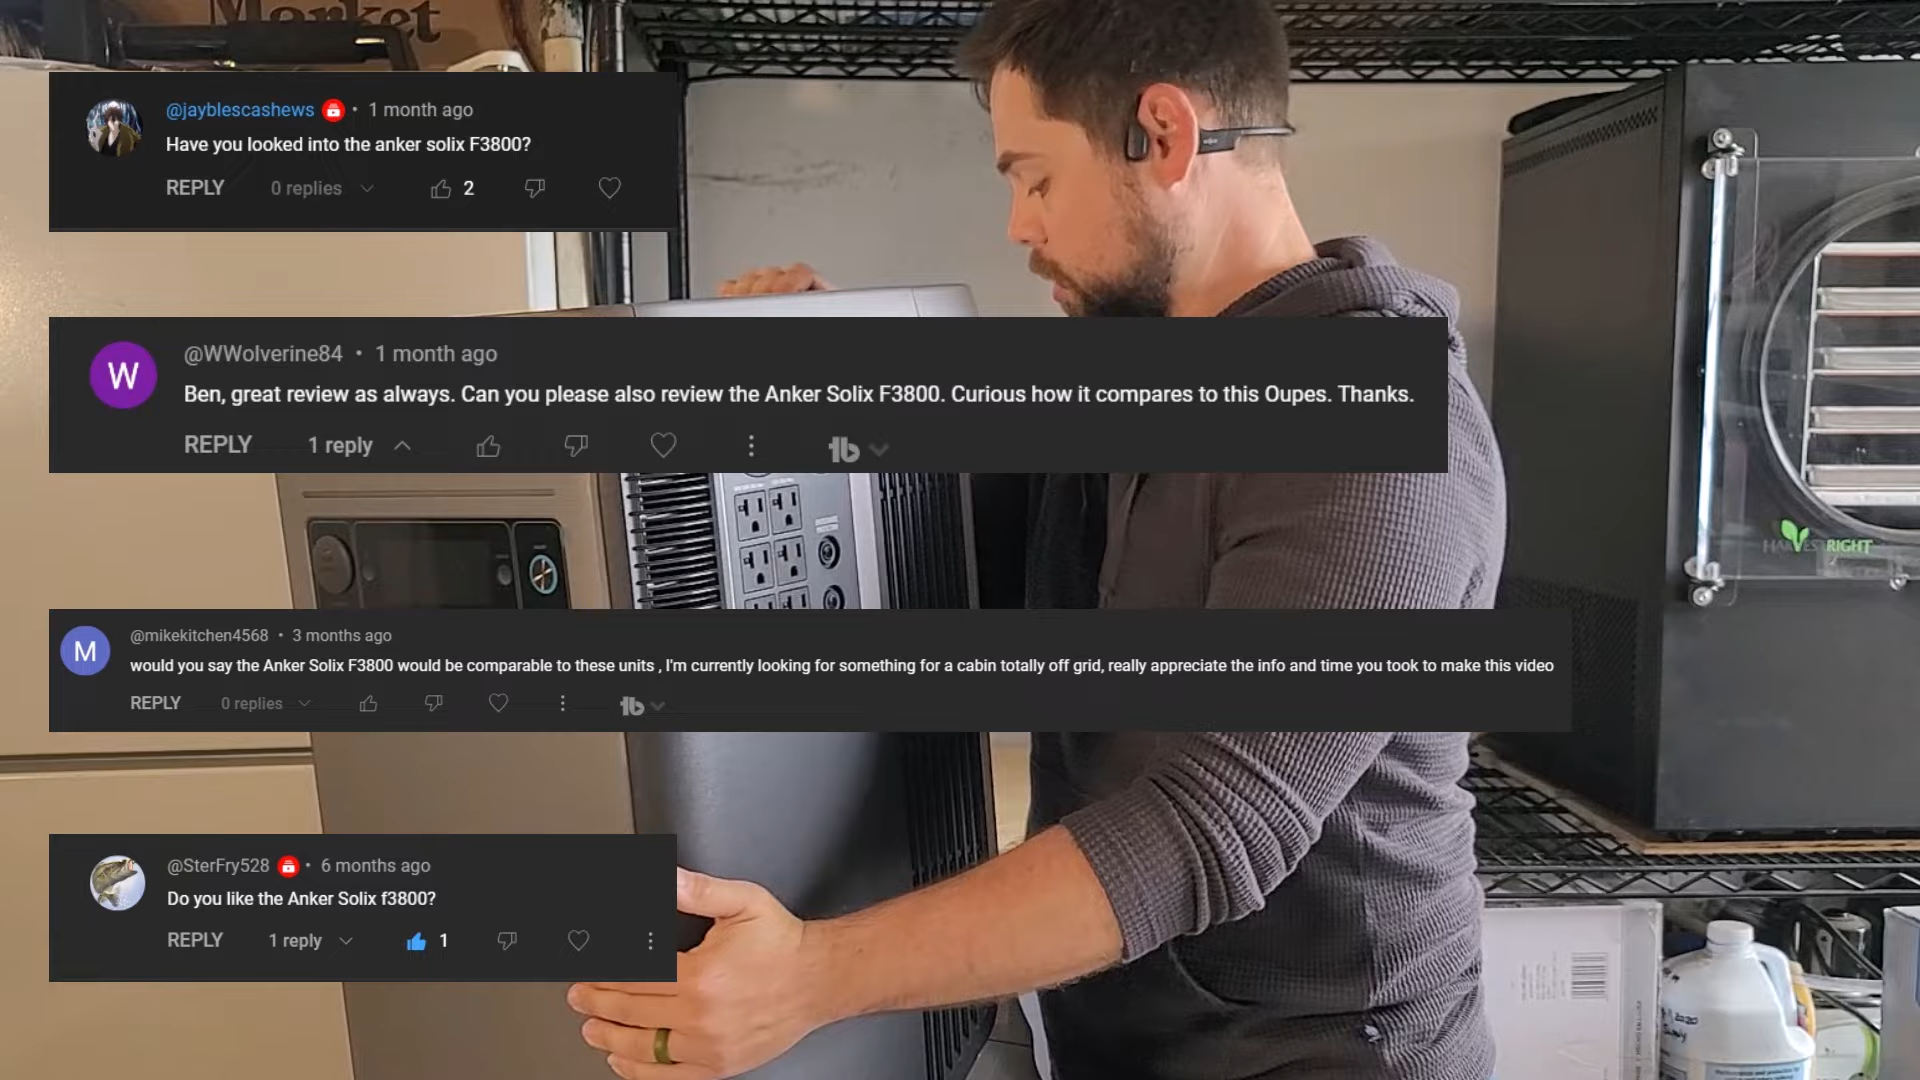 Market
@jayblescashews • 1 month ago
Have you looked into the anker solix F3800?
REPLY 0 replies 2
@WWolverine84 • 1 month ago
W
Ben, great review as always. Can you please also review the Anker Solix F3800. Curious how it compares to this Oupes. Thanks.
REPLY 1 reply
HARVESTRIGHT
@mikekitchen4568 • 3 months ago
M
would you say the Anker Solix F3800 would be comparable to these units , I'm currently looking for something for a cabin totally off grid, really appreciate the info and time you took to make this video
REPLY 0 replies
@SterFry528 • 6 months ago
Do you like the Anker Solix f3800?
REPLY 1 reply 1